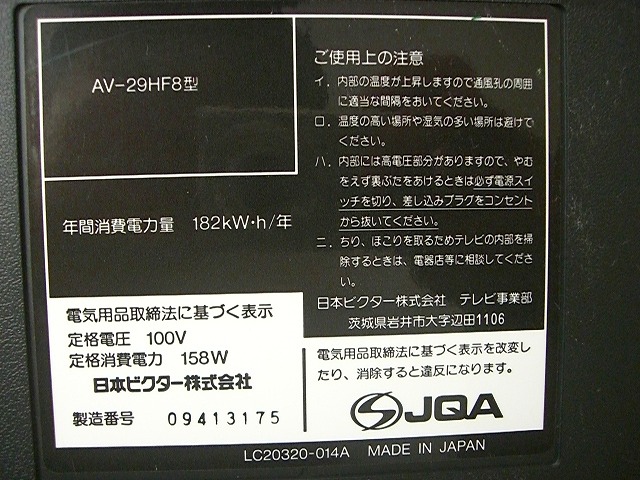 AV-29HF8型
年間消費電力量 182kW・h/年
電気用品取締法に基づく表示
定格電圧 100V
定格消費電力 158W
日本ビクター株式会社
製造番号 09413175
ご使用上の注意
イ．内部の温度が上昇しますので通風孔の周囲
に適当な間隔をおいてください。
ロ．温度の高い場所や湿気の多い場所は避けて
ください。
ハ．内部には高電圧部分がありますので、やむ
をえず裏ぶたをあけるときは必ず電源スイ
ッチを切り、差し込みプラグをコンセント
から抜いてください。
ニ．ちり、ほこりを取るためテレビの内部を掃
除するときは、電器店等に相談してくださ
い。
日本ビクター株式会社 テレビ事業部
茨城県岩井市大字辺田1106
電気用品取締法に基づく表示を改変し
たり、消除すると違反になります。
JQA
LC20320-014A MADE IN JAPAN